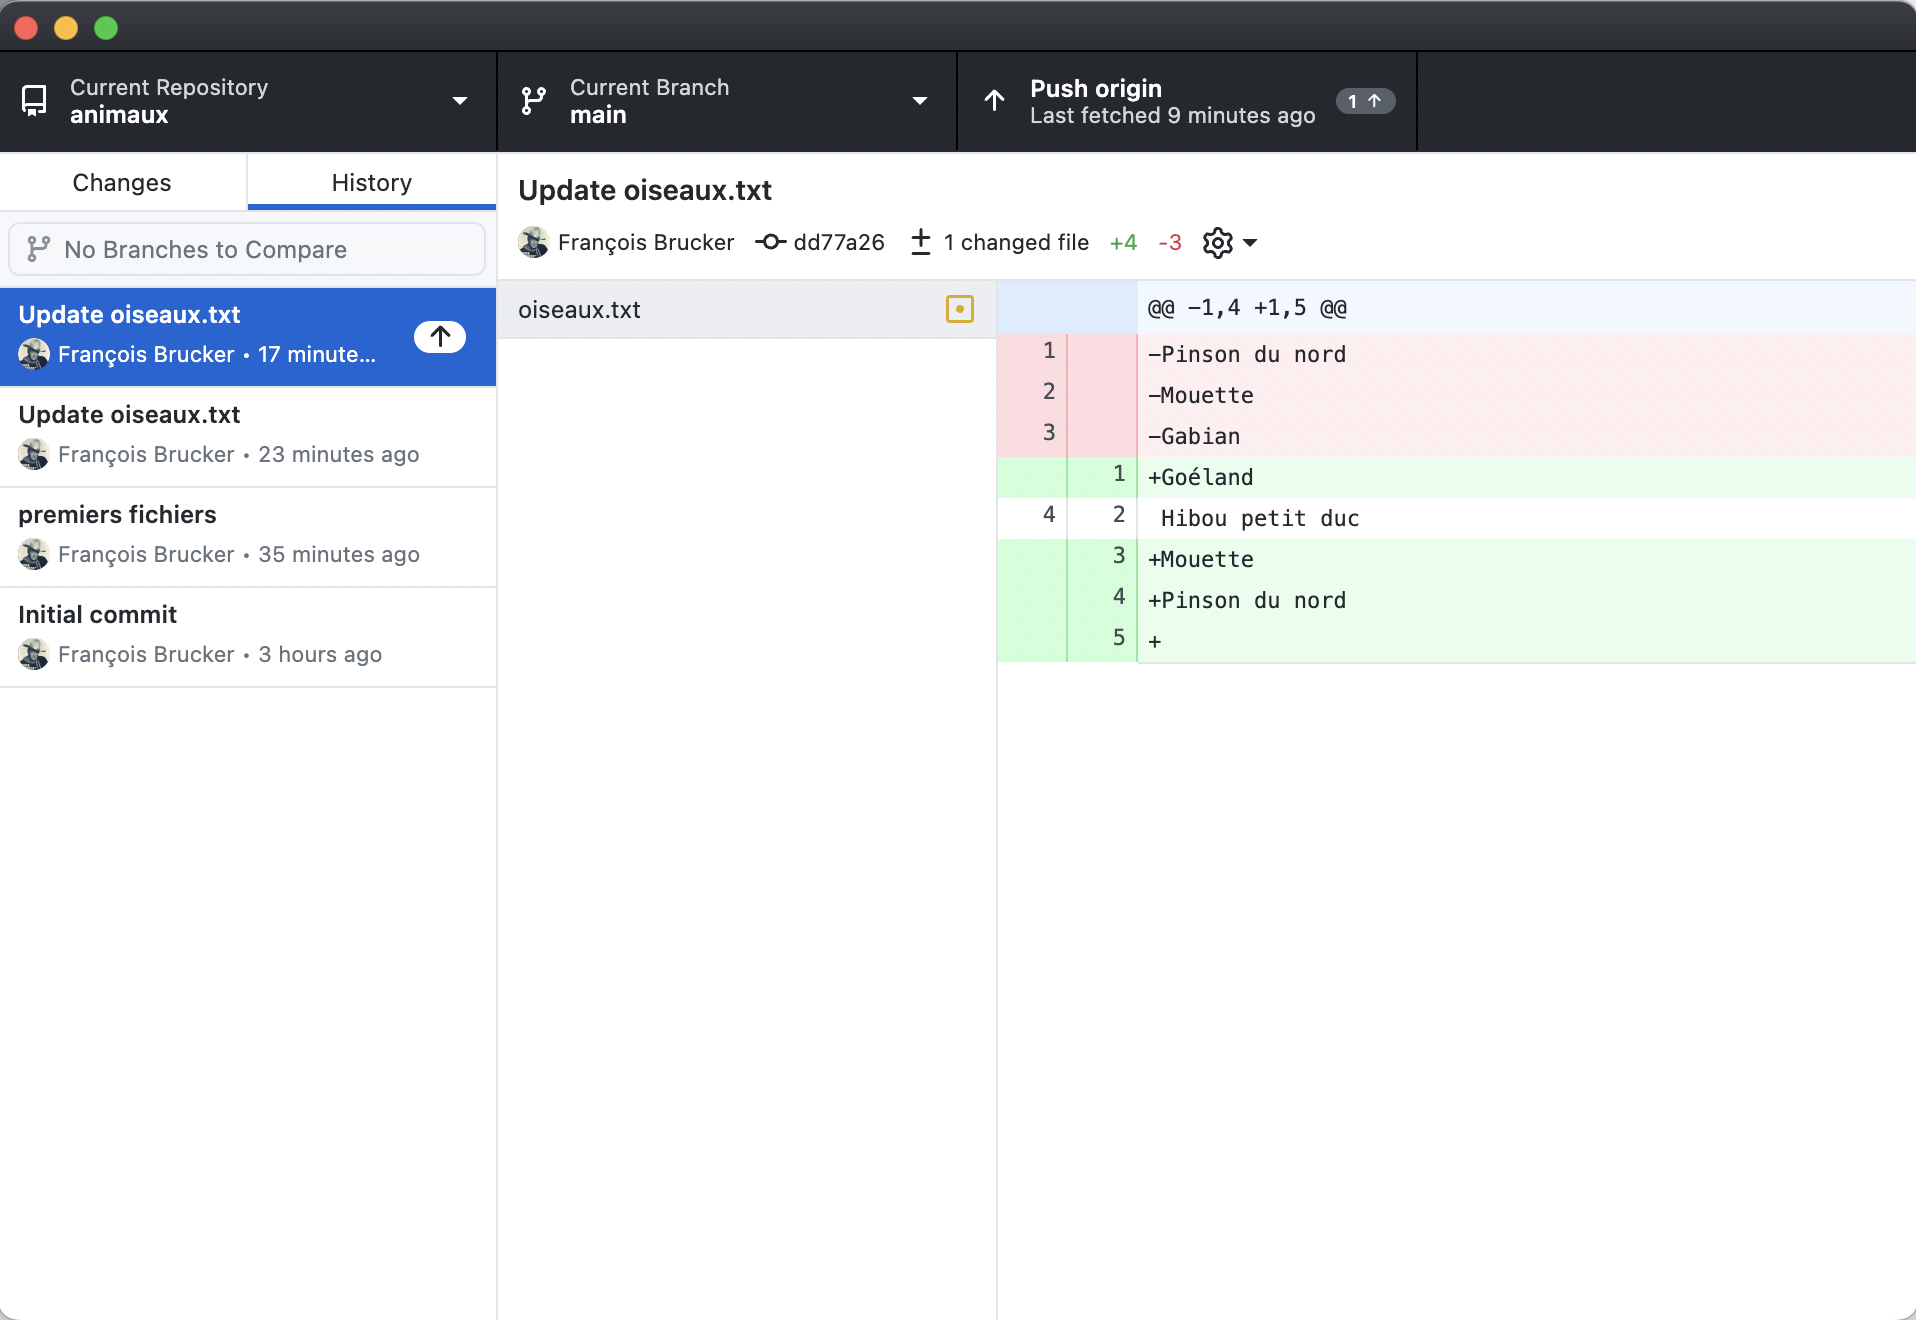 Current Repository
animaux
Current Branch
main
Push origin
Last fetched 9 minutes ago
1
Changes
History
No Branches to Compare
Update oiseaux.txt
François Brucker • 17 minute...
Update oiseaux.txt
François Brucker • 23 minutes ago
premiers fichiers
François Brucker • 35 minutes ago
Initial commit
François Brucker • 3 hours ago
Update oiseaux.txt
François Brucker dd77a26 1 changed file +4 -3
oiseaux.txt
@@ -1,4 +1,5 @@
1 -Pinson du nord
2 -Mouette
3 -Gabian
1 +Goéland
4 2 Hibou petit duc
3 +Mouette
4 +Pinson du nord
5 +